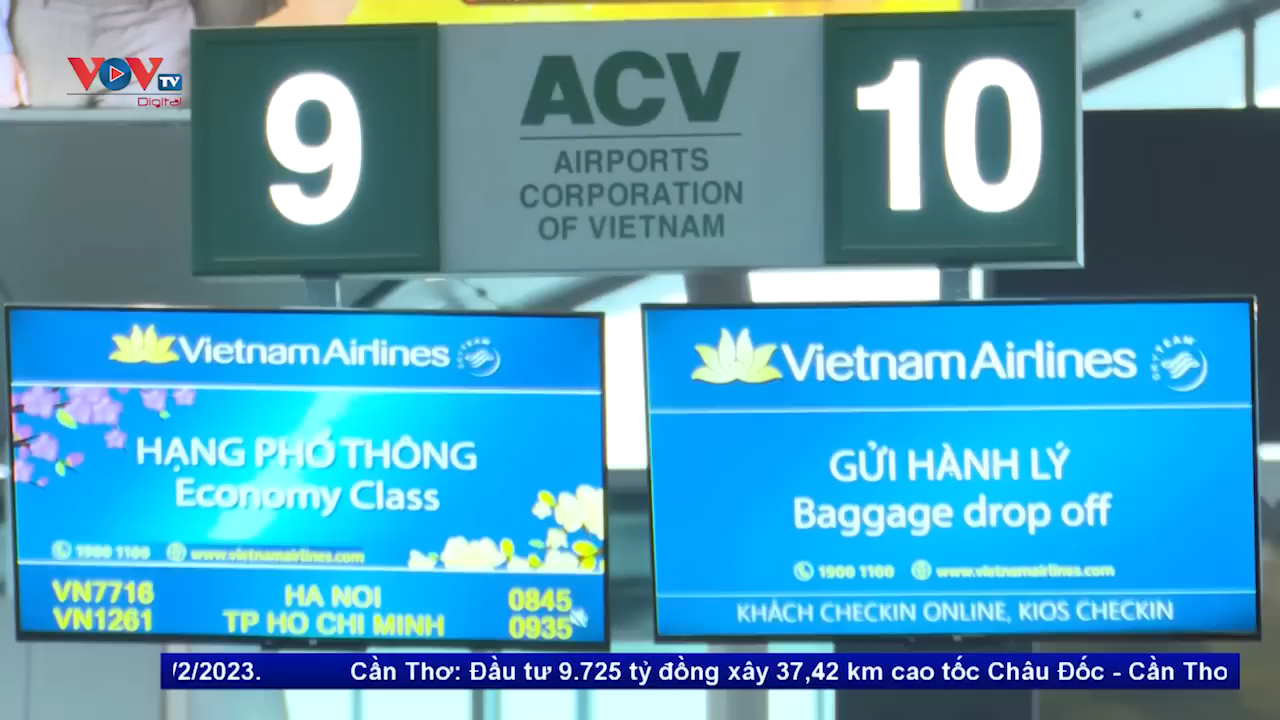 VOV TV
Digital
9
ACV
AIRPORTS
CORPORATION
OF VIETNAM
10
Vietnam Airlines
SKYTEAM
HẠNG PHỔ THÔNG
Economy Class
1900 1100 www.vietnamairlines.com
VN7716 HA NOI 0845
VN1261 TP HO CHI MINH 0935
Vietnam Airlines
SKYTEAM
GỬI HÀNH LÝ
Baggage drop off
1900 1100 www.vietnamairlines.com
KHÁCH CHECKIN ONLINE, KIOS CHECKIN
/2/2023. Cần Thơ: Đầu tư 9.725 tỷ đồng xây 37,42 km cao tốc Châu Đốc - Cần Tho